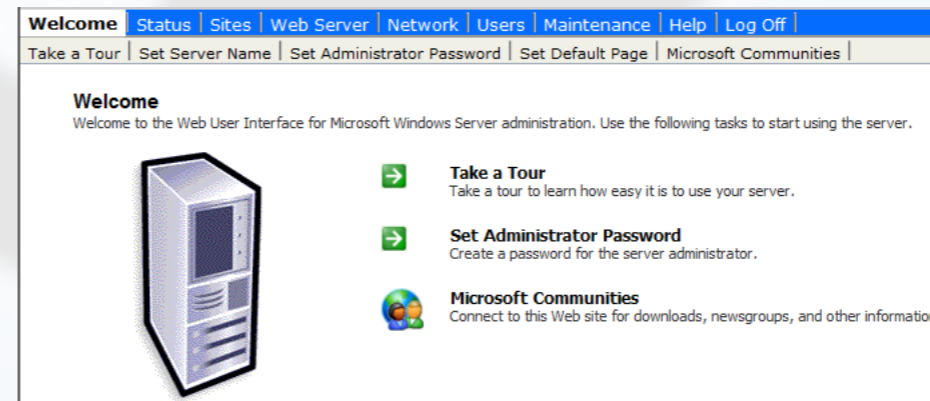 Welcome | Status | Sites | Web Server | Network | Users | Maintenance | Help | Log Off |
Take a Tour | Set Server Name | Set Administrator Password | Set Default Page | Microsoft Communities |
Welcome
Welcome to the Web User Interface for Microsoft Windows Server administration. Use the following tasks to start using the server.
Take a Tour
Take a tour to learn how easy it is to use your server.
Set Administrator Password
Create a password for the server administrator.
Microsoft Communities
Connect to this Web site for downloads, newsgroups, and other informatio